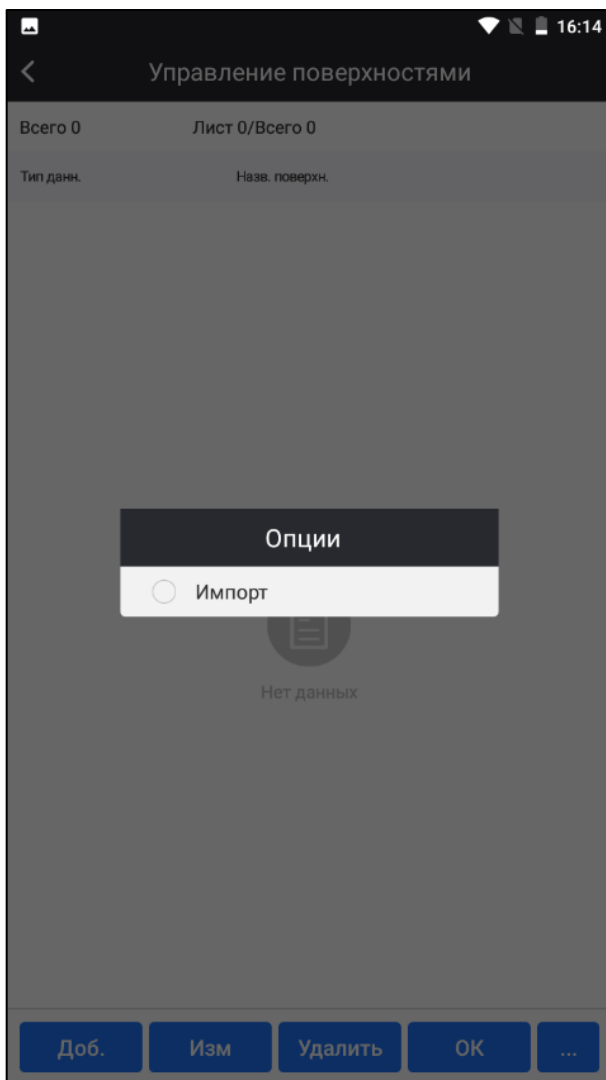 16:14
Управление поверхностями
Всего 0 Лист 0/Всего 0
Тип данн. Назв. поверхн.
Опции
Импорт
Нет данных
Доб. Изм Удалить ОК ...